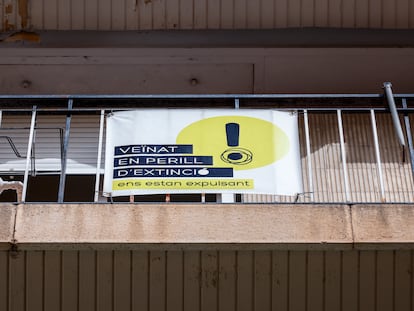 VEÏNAT
EN PERILL
D'EXTINCIÓ
ens estan expulsant